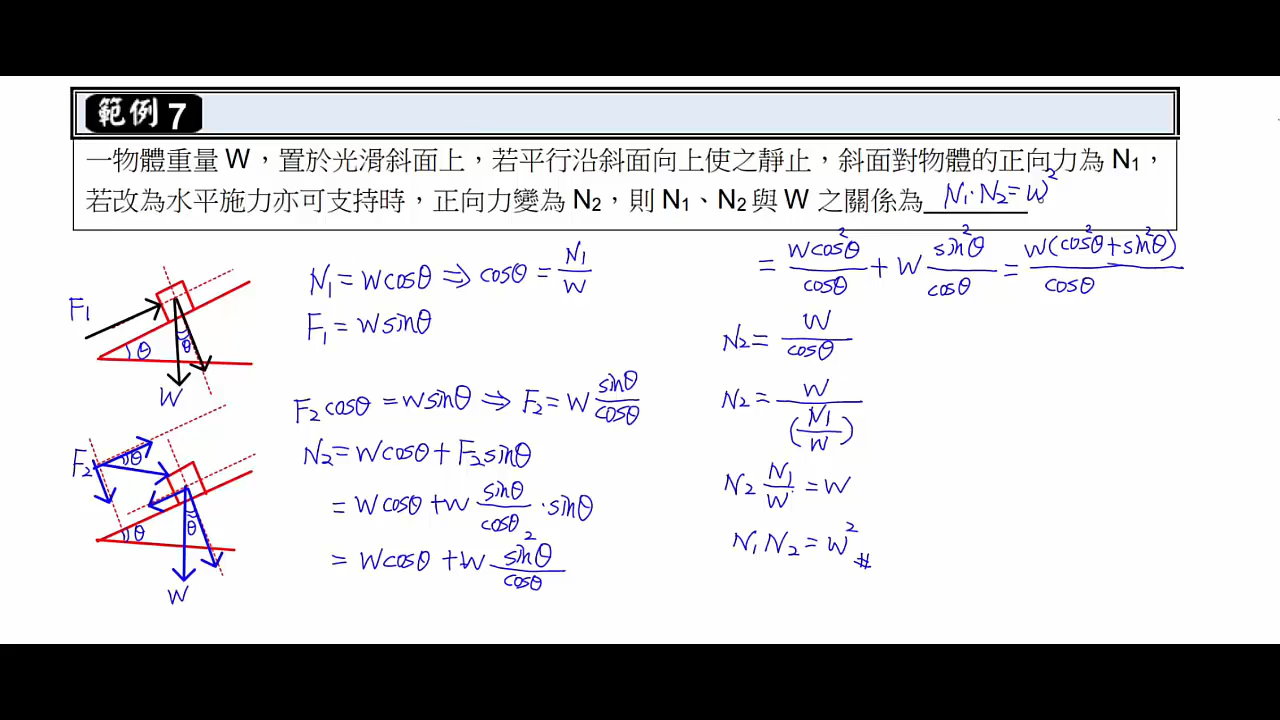 範例 7
一物體重量 W，置於光滑斜面上，若平行沿斜面向上使之靜止，斜面對物體的正向力為 N₁，
若改為水平施力亦可支持時，正向力變為 N₂，則 N₁、N₂ 與 W 之關係為 N₁·N₂=W²
F₁
θ
θ
W
N₁ = Wcosθ ⇒ cosθ = N₁/W
F₁ = Wsinθ
F₂
θ
θ
θ
W
F₂cosθ = Wsinθ ⇒ F₂ = W sinθ/cosθ
N₂ = Wcosθ + F₂sinθ
= Wcosθ + W sinθ/cosθ · sinθ
= Wcosθ + W sin²θ/cosθ
= Wcos²θ/cosθ + W sin²θ/cosθ = W(cos²θ+sin²θ)/cosθ
N₂ = W/cosθ
N₂ = W/(N₁/W)
N₂ N₁/W = W
N₁N₂ = W² #